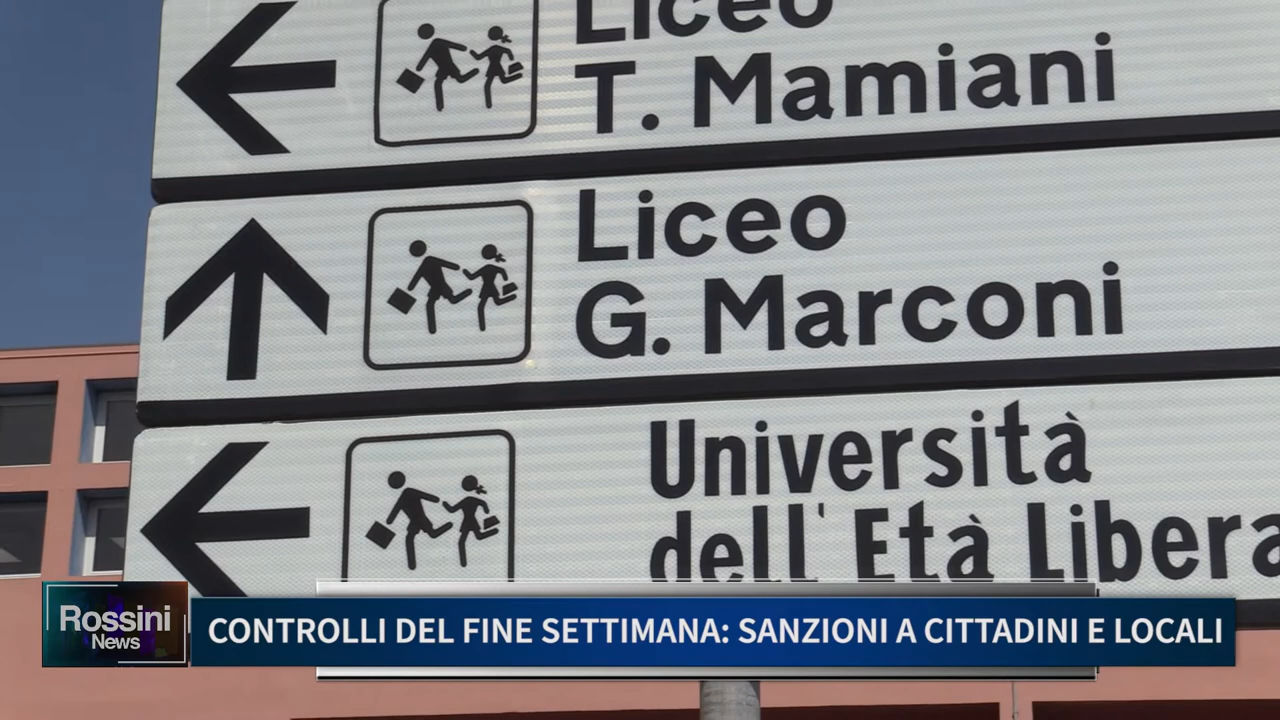 Liceo
T. Mamiani
Liceo
G. Marconi
Università
dell'Età Libera
Rossini
News
CONTROLLI DEL FINE SETTIMANA: SANZIONI A CITTADINI E LOCALI